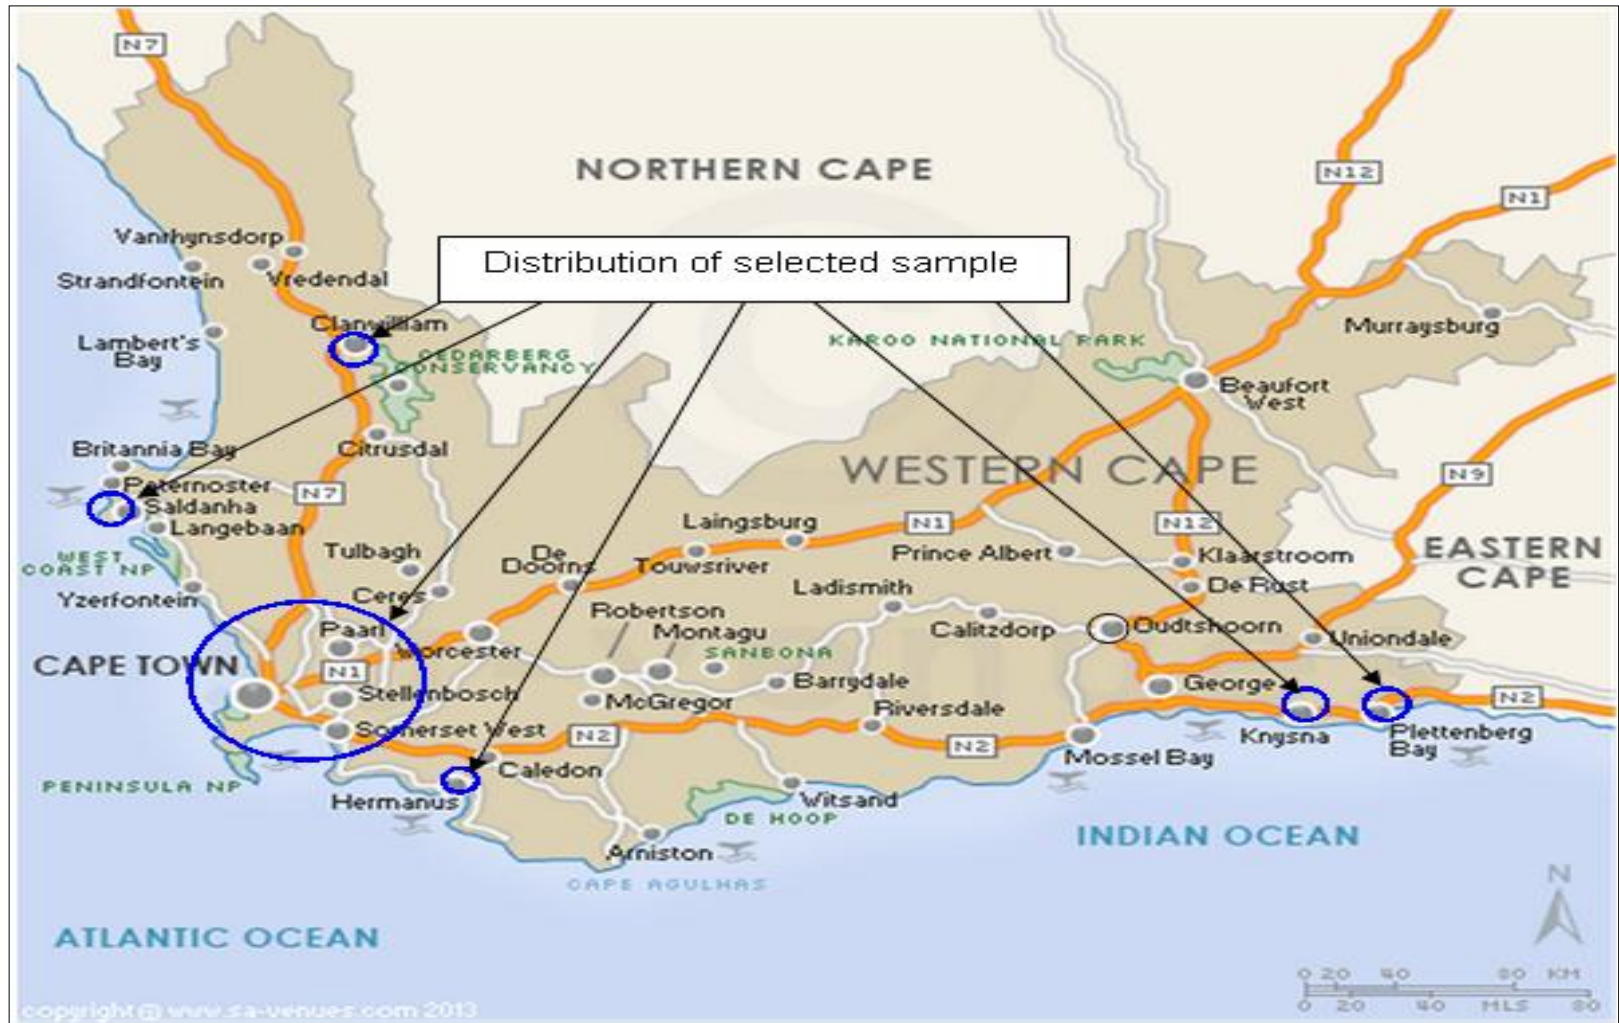 N7
NORTHERN CAPE
N12
N1
Vanrhynsdorp
Strandfontein
Vredendal
Distribution of selected sample
Clanwilliam
Lambert's
Bay
CEDARBERG
CONSERVANCY
KAROO NATIONAL PARK
Murraysburg
Beaufort
West
Britannia Bay
Citrusdal
Paternoster
N7
Saldanha
Langebaan
WESTERN CAPE
N9
Laingsburg
N1
N12
WEST
COAST NP
Tulbagh
De
Doorns
Touwsriver
Prince Albert
Klaarstroom
EASTERN
CAPE
Yzerfontein
Ceres
Ladismith
De Rust
Robertson
Paarl
Montagu
Calitzdorp
Oudtshoorn
Uniondale
CAPE TOWN
N1
Worcester
SANBONA
Stellenbosch
McGregor
Barrydale
George
N2
Somerset West
N2
Riversdale
N2
Mossel Bay
Knysna
Plettenberg
Bay
PENINSULA NP
Hermanus
Caledon
Witsand
DE HOOP
Arniston
CAPE AGULHAS
INDIAN OCEAN
ATLANTIC OCEAN
N
0 20 40 80 KM
0 20 40 MLS 80
copyright@www.sa-venues.com 2013